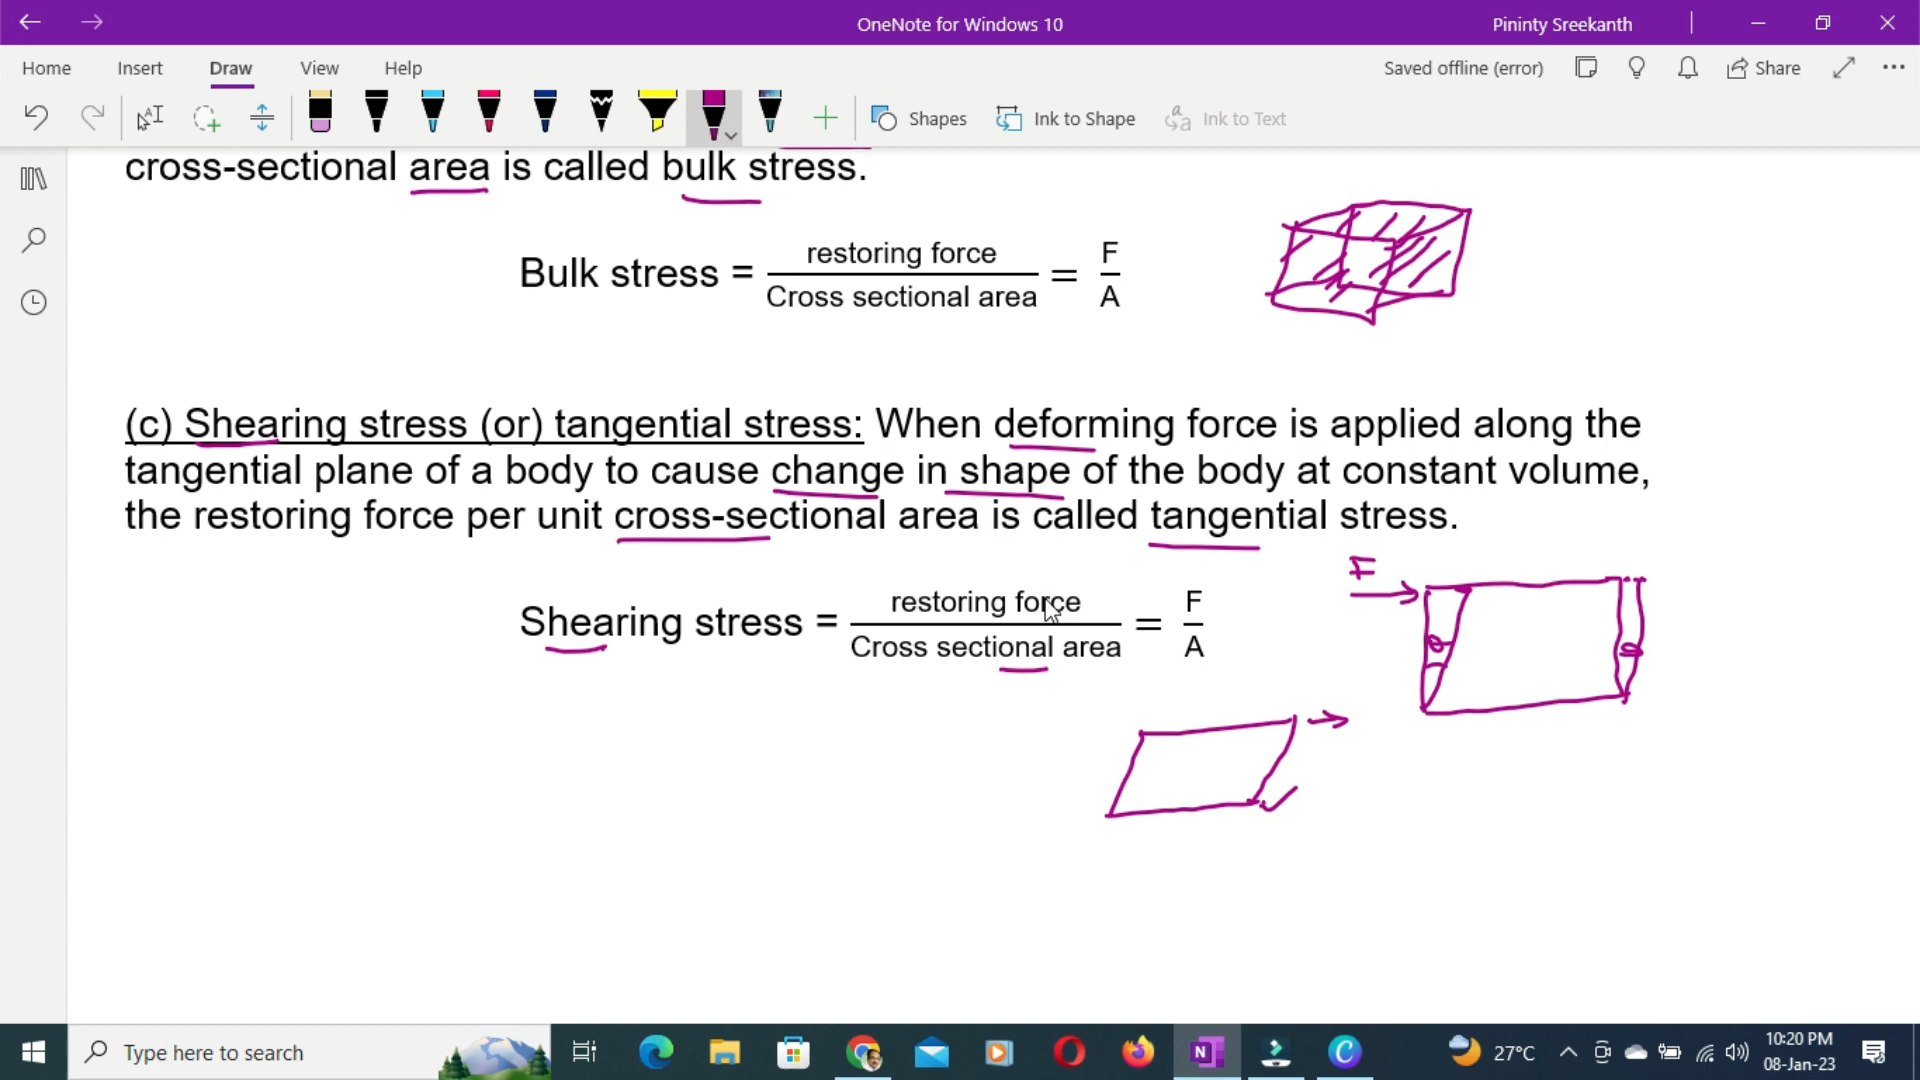 OneNote for Windows 10
Pininty Sreekanth
Home Insert Draw View Help
Saved offline (error)
Share
Shapes
Ink to Shape
Ink to Text
cross-sectional area is called bulk stress.
Bulk stress = restoring force / Cross sectional area = F / A
(c) Shearing stress (or) tangential stress: When deforming force is applied along the
tangential plane of a body to cause change in shape of the body at constant volume,
the restoring force per unit cross-sectional area is called tangential stress.
F
Shearing stress = restoring force / Cross sectional area = F / A
θ θ
Type here to search
27°C
10:20 PM
08-Jan-23